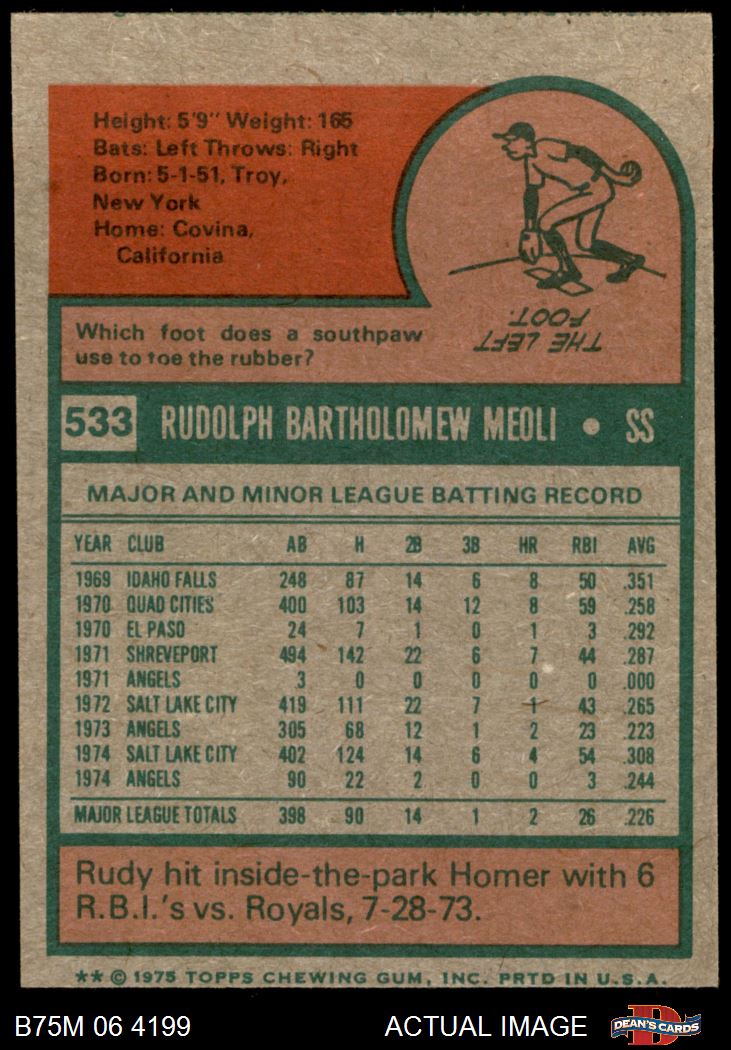 Height: 5'9" Weight: 165
Bats: Left Throws: Right
Born: 5-1-51, Troy,
New York
Home: Covina,
California
Which foot does a southpaw
use to toe the rubber?
THE LEFT
FOOT.
533 RUDOLPH BARTHOLOMEW MEOLI • SS
MAJOR AND MINOR LEAGUE BATTING RECORD
YEAR CLUB AB H 2B 3B HR RBI AVG
1969 IDAHO FALLS 248 87 14 6 8 50 .351
1970 QUAD CITIES 400 103 14 12 8 59 .258
1970 EL PASO 24 7 1 0 1 3 .292
1971 SHREVEPORT 494 142 22 6 7 44 .287
1971 ANGELS 3 0 0 0 0 0 .000
1972 SALT LAKE CITY 419 111 22 7 1 43 .265
1973 ANGELS 305 68 12 1 2 23 .223
1974 SALT LAKE CITY 402 124 14 6 4 54 .308
1974 ANGELS 90 22 2 0 0 3 .244
MAJOR LEAGUE TOTALS 398 90 14 1 2 26 .226
Rudy hit inside-the-park Homer with 6
R.B.I.'s vs. Royals, 7-28-73.
** © 1975 TOPPS CHEWING GUM, INC. PRTD IN U.S.A.
B75M 06 4199 ACTUAL IMAGE D DEAN'S CARDS